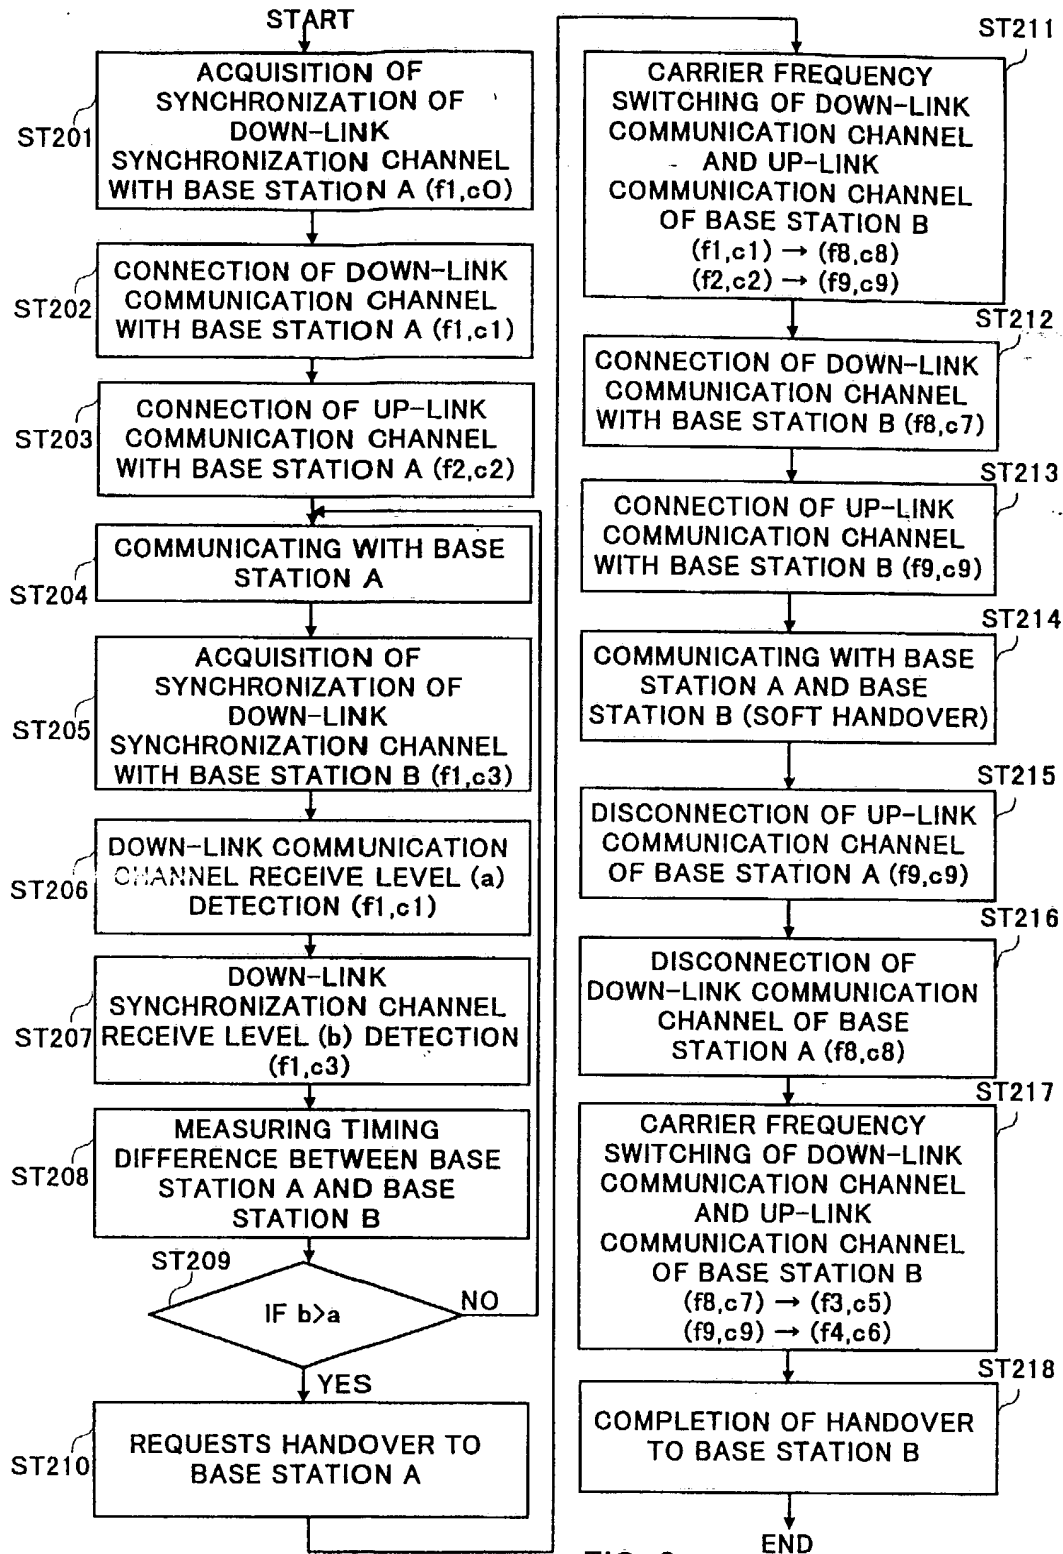 START
ST201
ACQUISITION OF
SYNCHRONIZATION OF
DOWN-LINK
SYNCHRONIZATION CHANNEL
WITH BASE STATION A (f1,c0)
ST202
CONNECTION OF DOWN-LINK
COMMUNICATION CHANNEL
WITH BASE STATION A (f1,c1)
ST203
CONNECTION OF UP-LINK
COMMUNICATION CHANNEL
WITH BASE STATION A (f2,c2)
ST204
COMMUNICATING WITH BASE
STATION A
ST205
ACQUISITION OF
SYNCHRONIZATION OF
DOWN-LINK
SYNCHRONIZATION CHANNEL
WITH BASE STATION B (f1,c3)
ST206
DOWN-LINK COMMUNICATION
CHANNEL RECEIVE LEVEL (a)
DETECTION (f1,c1)
ST207
DOWN-LINK
SYNCHRONIZATION CHANNEL
RECEIVE LEVEL (b) DETECTION
(f1,c3)
ST208
MEASURING TIMING
DIFFERENCE BETWEEN BASE
STATION A AND BASE
STATION B
ST209
IF b>a
NO
YES
ST210
REQUESTS HANDOVER TO
BASE STATION A
ST211
CARRIER FREQUENCY
SWITCHING OF DOWN-LINK
COMMUNICATION CHANNEL
AND UP-LINK
COMMUNICATION CHANNEL
OF BASE STATION B
(f1,c1) → (f8,c8)
(f2,c2) → (f9,c9)
ST212
CONNECTION OF DOWN-LINK
COMMUNICATION CHANNEL
WITH BASE STATION B (f8,c7)
ST213
CONNECTION OF UP-LINK
COMMUNICATION CHANNEL
WITH BASE STATION B (f9,c9)
ST214
COMMUNICATING WITH BASE
STATION A AND BASE
STATION B (SOFT HANDOVER)
ST215
DISCONNECTION OF UP-LINK
COMMUNICATION CHANNEL
OF BASE STATION A (f9,c9)
ST216
DISCONNECTION OF
DOWN-LINK COMMUNICATION
CHANNEL OF BASE
STATION A (f8,c8)
ST217
CARRIER FREQUENCY
SWITCHING OF DOWN-LINK
COMMUNICATION CHANNEL
AND UP-LINK
COMMUNICATION CHANNEL
OF BASE STATION B
(f8,c7) → (f3,c5)
(f9,c9) → (f4,c6)
ST218
COMPLETION OF HANDOVER
TO BASE STATION B
END